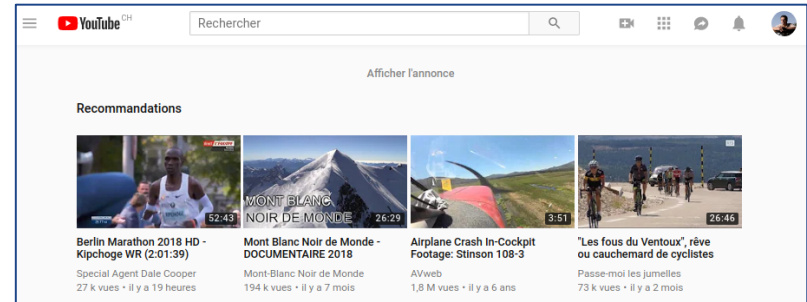 YouTube CH
Rechercher
Afficher l'annonce
Recommandations
52:43
MONT BLANC
NOIR DE MONDE
26:29
3:51
26:46
Berlin Marathon 2018 HD -
Kipchoge WR (2:01:39)
Special Agent Dale Cooper
27 k vues • il y a 19 heures
Mont Blanc Noir de Monde -
DOCUMENTAIRE 2018
Mont-Blanc Noir de Monde
194 k vues • il y a 7 mois
Airplane Crash In-Cockpit
Footage: Stinson 108-3
AVweb
1,8 M vues • il y a 6 ans
"Les fous du Ventoux", rêve
ou cauchemard de cyclistes
Passe-moi les jumelles
73 k vues • il y a 2 mois